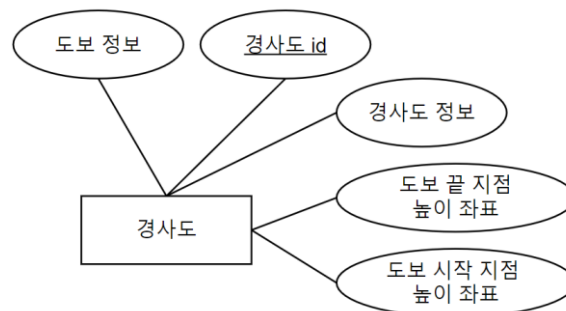 도보 정보
경사도 id
경사도 정보
도보 끝 지점
높이 좌표
경사도
도보 시작 지점
높이 좌표